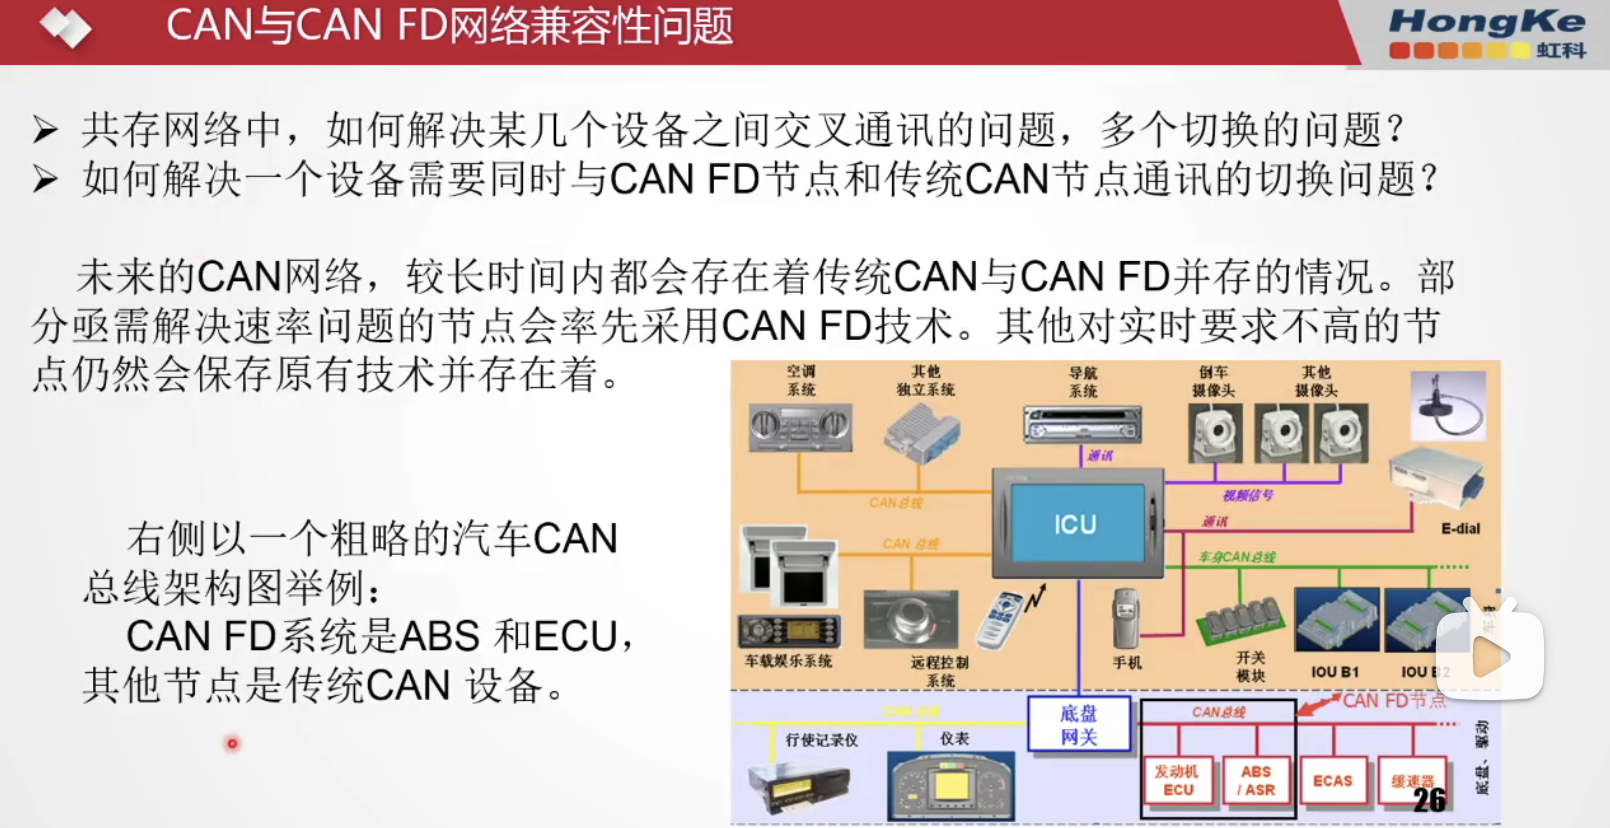 CAN与CAN FD网络兼容性问题
HongKe
虹科
共存网络中，如何解决某几个设备之间交叉通讯的问题，多个切换的问题？
如何解决一个设备需要同时与CAN FD节点和传统CAN节点通讯的切换问题？
未来的CAN网络，较长时间内都会存在着传统CAN与CAN FD并存的情况。部
分亟需解决速率问题的节点会率先采用CAN FD技术。其他对实时要求不高的节
点仍然会保存原有技术并存在着。
右侧以一个粗略的汽车CAN
总线架构图举例：
CAN FD系统是ABS 和ECU，
其他节点是传统CAN 设备。
空调
系统
其他
独立系统
导航
系统
倒车
摄像头
其他
摄像头
通讯
CAN总线
视频信号
ICU
通讯
E-dial
CAN 总线
车身CAN总线
车载娱乐系统
远程控制
系统
手机
开关
模块
IOU B1
IOU B2
CAN FD节点
底盘
网关
CAN总线
行使记录仪
仪表
发动机
ECU
ABS
/ ASR
ECAS
缓速器
底盘、驱动
26